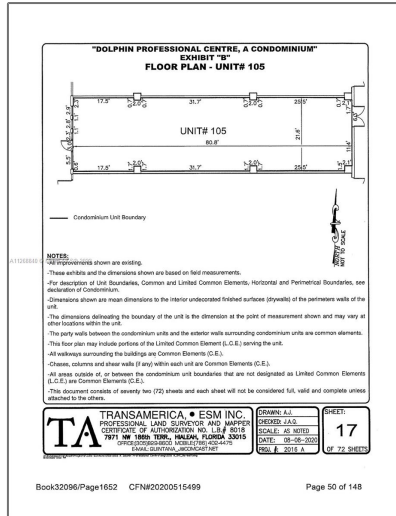 "DOLPHIN PROFESSIONAL CENTRE, A CONDOMINIUM"
EXHIBIT "B"
FLOOR PLAN - UNIT# 105
17.5'
31.7'
25.5'
UNIT# 105
80.8'
21.8'
17.5'
31.7'
25.5'
Condominium Unit Boundary
NORTH
NOT TO SCALE
NOTES:
-All improvements shown are existing.
-These exhibits and the dimensions shown are based on field measurements.
-For description of Unit Boundaries, Common and Limited Common Elements, Horizontal and Perimetrical Boundaries, see
declaration of Condominium.
-Dimensions shown are mean dimensions to the interior undecorated finished surfaces (drywalls) of the perimeters walls of the
unit.
-The dimensions delineating the boundary of the unit is the dimension at the point of measurement shown and may vary at
other locations within the unit.
-The party walls between the condominium units and the exterior walls surrounding condominium units are common elements.
-This floor plan may include portions of the Limited Common Element (L.C.E.) serving the unit.
-All walkways surrounding the buildings are Common Elements (C.E.).
-Chases, columns and shear walls (if any) within each unit are Common Elements (C.E.).
-All areas outside of, or between the condominium unit boundaries that are not designated as Limited Common Elements
(L.C.E.) are Common Elements (C.E.).
-This document consists of seventy two (72) sheets and each sheet will not be considered full, valid and complete unless
attached to the others.
TA
TRANSAMERICA, • ESM INC.
PROFESSIONAL LAND SURVEYOR AND MAPPER
CERTIFICATE OF AUTHORIZATION NO. L.B.# 8018
7971 NW 186th TERR., HIALEAH, FLORIDA 33015
DRAWN: A.J.
CHECKED: J.A.Q.
SCALE: AS NOTED
DATE: 08-08-2020
PROJ. #: 2016 A
SHEET:
17
OF 72 SHEETS
Book32096/Page1652 CFN#20200515499 Page 50 of 148